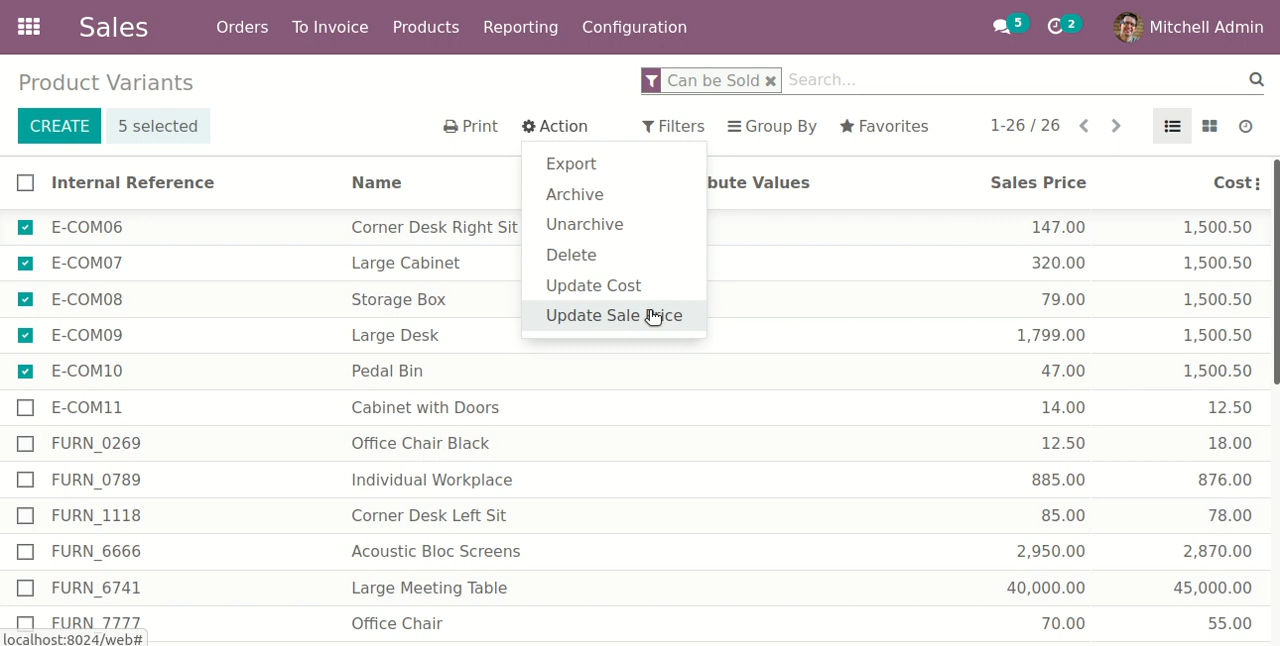 Sales Orders To Invoice Products Reporting Configuration 5 2 Mitchell Admin
Product Variants Can be Sold Search...
CREATE 5 selected Print Action Filters Group By Favorites 1-26 / 26
Export
Archive
Unarchive
Delete
Update Cost
Update Sale
Internal Reference Name bute Values Sales Price Cost
E-COM06 Corner Desk Right Sit 147.00 1,500.50
E-COM07 Large Cabinet 320.00 1,500.50
E-COM08 Storage Box 79.00 1,500.50
E-COM09 Large Desk 1,799.00 1,500.50
E-COM10 Pedal Bin 47.00 1,500.50
E-COM11 Cabinet with Doors 14.00 12.50
FURN_0269 Office Chair Black 12.50 18.00
FURN_0789 Individual Workplace 885.00 876.00
FURN_1118 Corner Desk Left Sit 85.00 78.00
FURN_6666 Acoustic Bloc Screens 2,950.00 2,870.00
FURN_6741 Large Meeting Table 40,000.00 45,000.00
FURN_7777 Office Chair 70.00 55.00
localhost:8024/web#